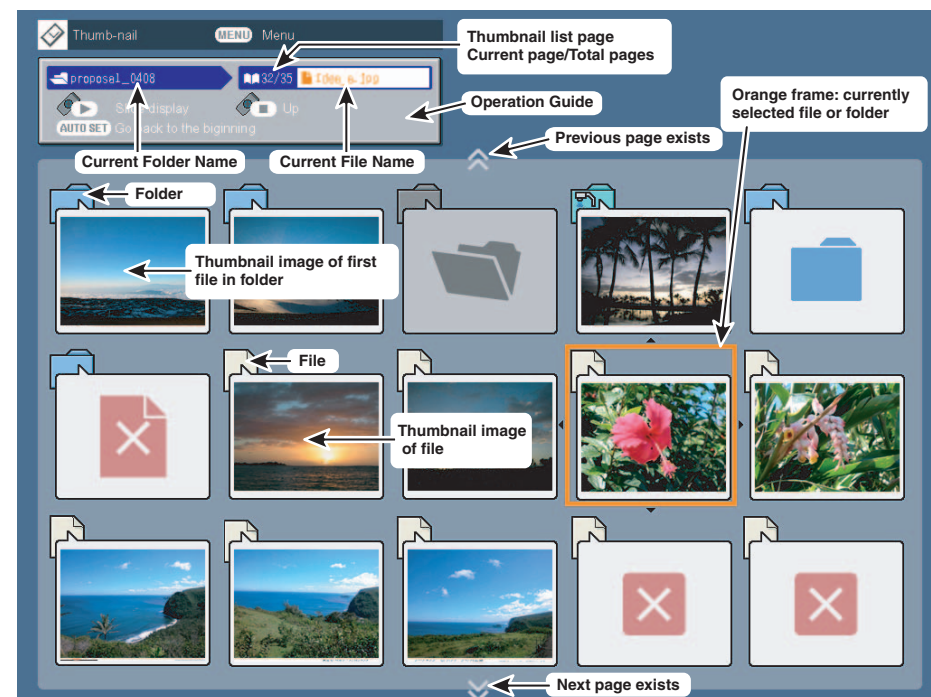 Thumb-nail
MENU Menu
Thumbnail list page
Current page/Total pages
proposal_0408
32/35
Slide display
Up
AUTO SET Go back to the biginning
Operation Guide
Orange frame: currently
selected file or folder
Current Folder Name
Current File Name
Previous page exists
Folder
Thumbnail image of first
file in folder
File
Thumbnail image
of file
Next page exists